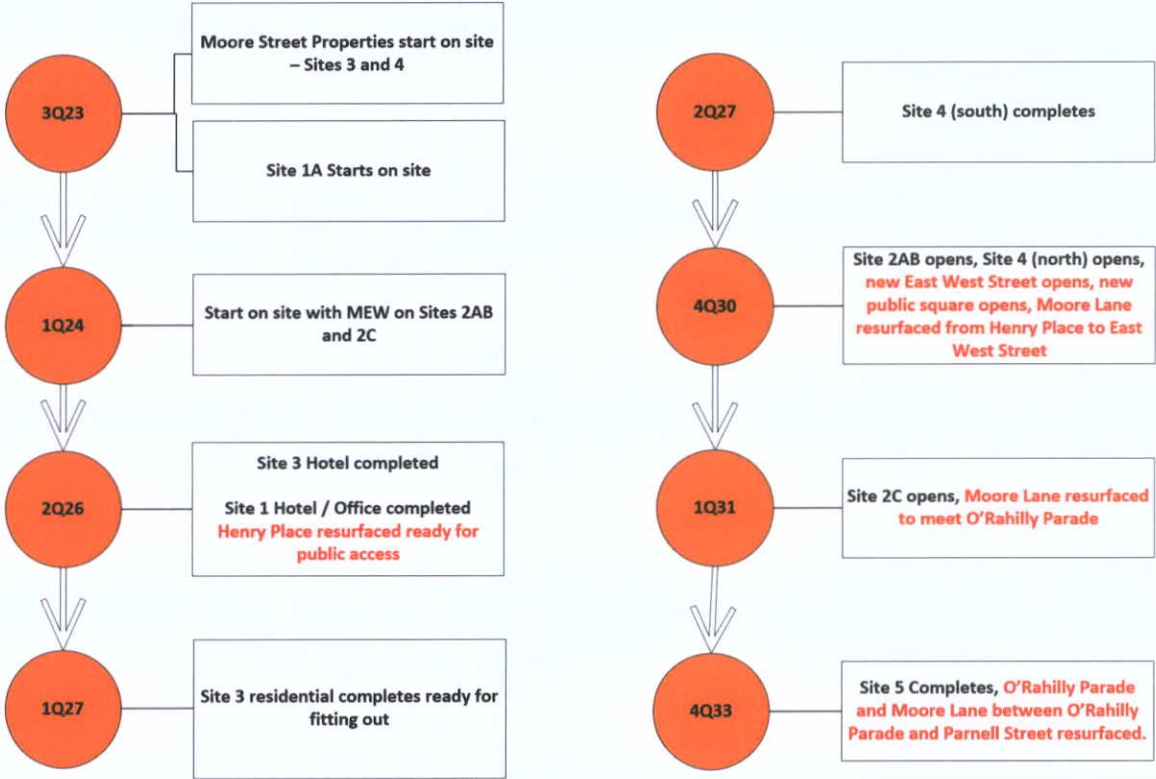 3Q23
Moore Street Properties start on site
– Sites 3 and 4
Site 1A Starts on site
1Q24
Start on site with MEW on Sites 2AB
and 2C
2Q26
Site 3 Hotel completed
Site 1 Hotel / Office completed
Henry Place resurfaced ready for
public access
1Q27
Site 3 residential completes ready for
fitting out
2Q27
Site 4 (south) completes
4Q30
Site 2AB opens, Site 4 (north) opens,
new East West Street opens, new
public square opens, Moore Lane
resurfaced from Henry Place to East
West Street
1Q31
Site 2C opens, Moore Lane resurfaced
to meet O’Rahilly Parade
4Q33
Site 5 Completes, O’Rahilly Parade
and Moore Lane between O’Rahilly
Parade and Parnell Street resurfaced.